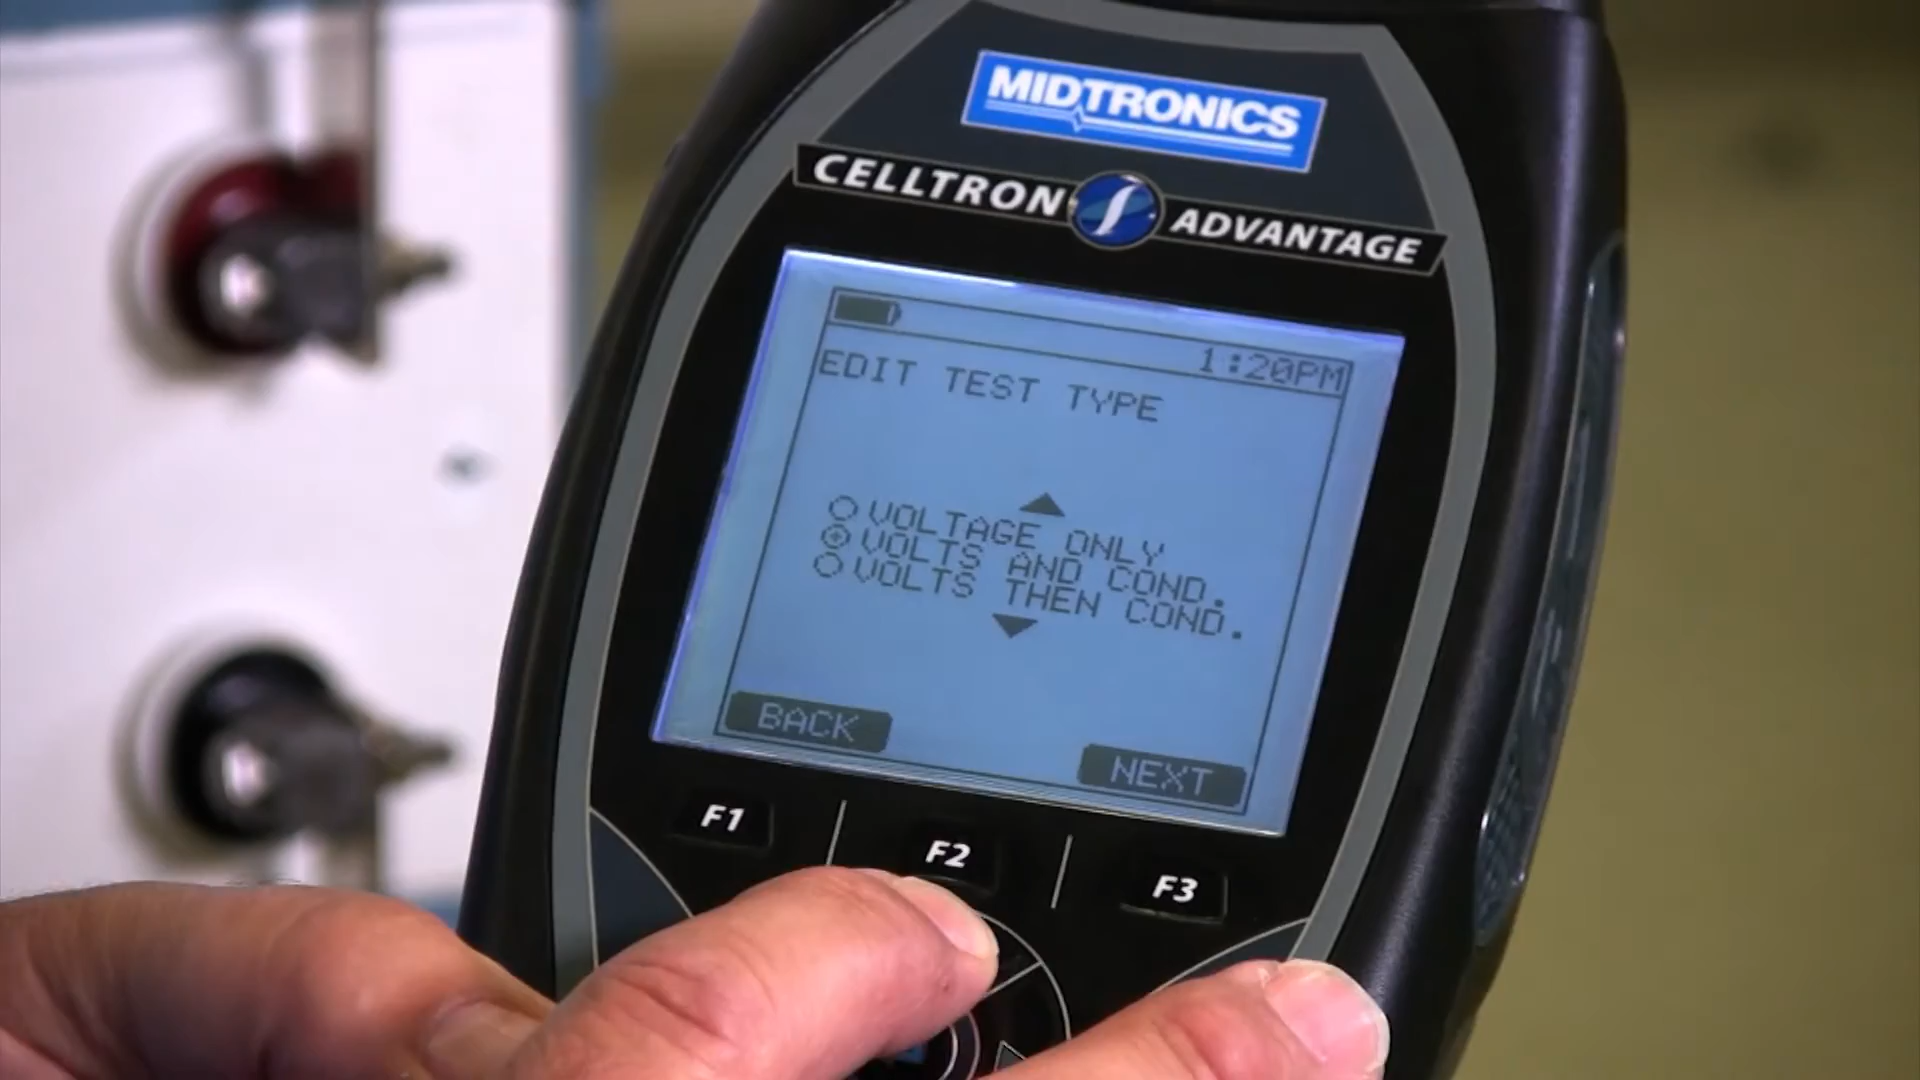 MIDTRONICS
CELLTRON ADVANTAGE
1:20PM
EDIT TEST TYPE
VOLTAGE ONLY
VOLTS AND COND.
VOLTS THEN COND.
BACK
NEXT
F1
F2
F3